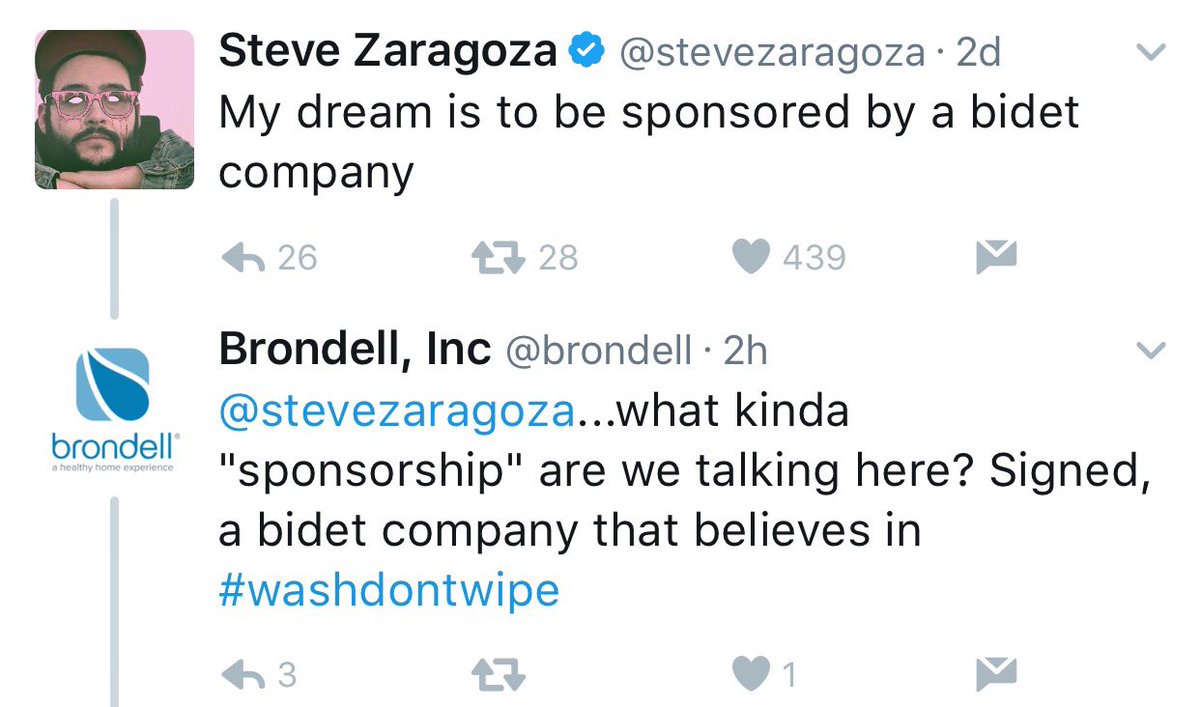 Steve Zaragoza @stevezaragoza · 2d
My dream is to be sponsored by a bidet
company
26 28 439
Brondell, Inc @brondell · 2h
@stevezaragoza...what kinda
"sponsorship" are we talking here? Signed,
a bidet company that believes in
#washdontwipe
brondell®
a healthy home experience
3 1